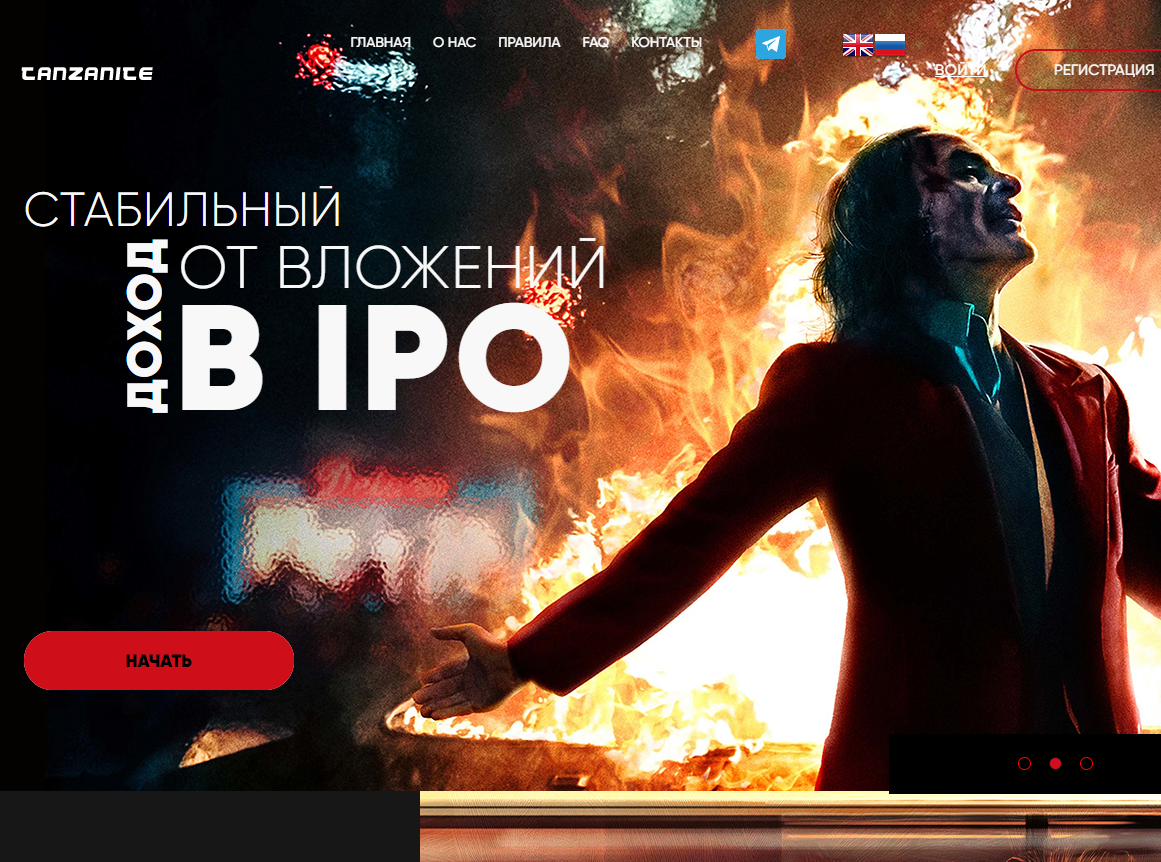 ГЛАВНАЯ О НАС ПРАВИЛА FAQ КОНТАКТЫ
TANZANITE
ВОЙТИ
РЕГИСТРАЦИЯ
СТАБИЛЬНЫЙ
ДОХОД
ОТ ВЛОЖЕНИЙ
В IPO
НАЧАТЬ